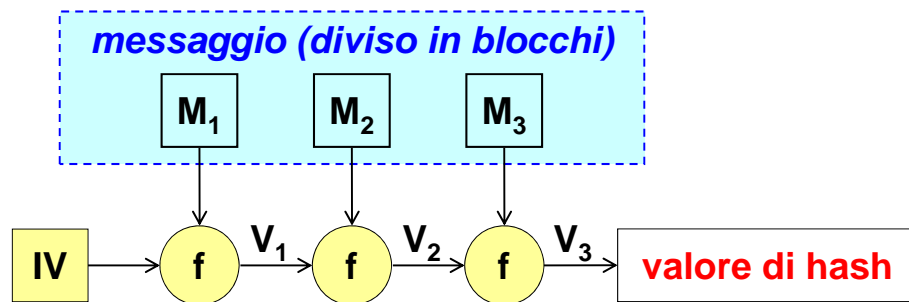 messaggio (diviso in blocchi)
M₁ M₂ M₃
V₁ V₂ V₃
IV f f f valore di hash